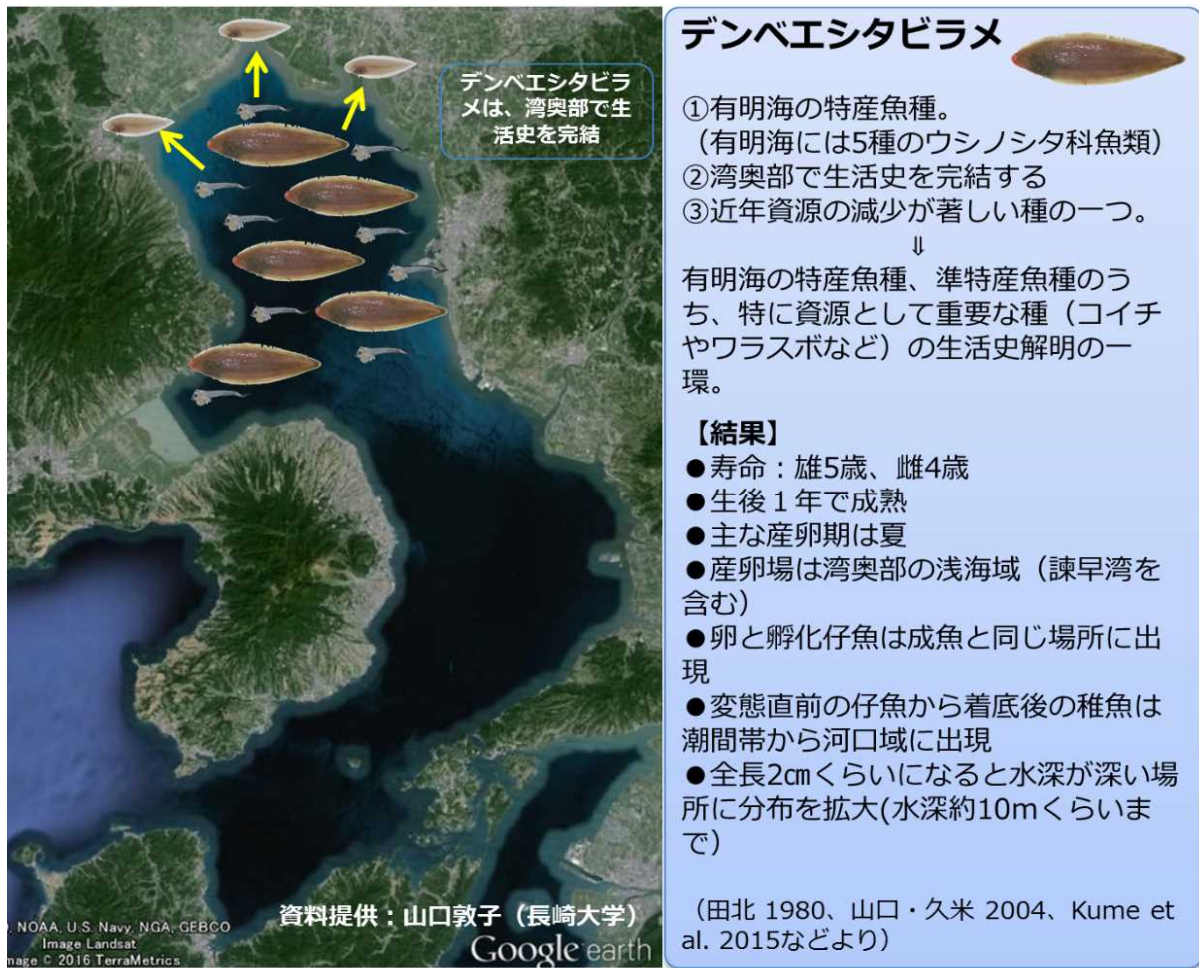 デンベエシタビラ
メは、湾奥部で生
活史を完結
資料提供：山口敦子（長崎大学）
, NOAA, U.S. Navy, NGA, GEBCO
Image Landsat
mage © 2016 TerraMetrics
Google earth
デンベエシタビラメ
①有明海の特産魚種。
（有明海には5種のウシノシタ科魚類）
②湾奥部で生活史を完結する
③近年資源の減少が著しい種の一つ。
⇓
有明海の特産魚種、準特産魚種のう
ち、特に資源として重要な種（コイチ
やワラスボなど）の生活史解明の一
環。
【結果】
●寿命：雄5歳、雌4歳
●生後１年で成熟
●主な産卵期は夏
●産卵場は湾奥部の浅海域（諫早湾を
含む）
●卵と孵化仔魚は成魚と同じ場所に出
現
●変態直前の仔魚から着底後の稚魚は
潮間帯から河口域に出現
●全長2㎝くらいになると水深が深い場
所に分布を拡大(水深約10mくらいま
で）
（田北 1980、山口・久米 2004、Kume et
al. 2015などより）